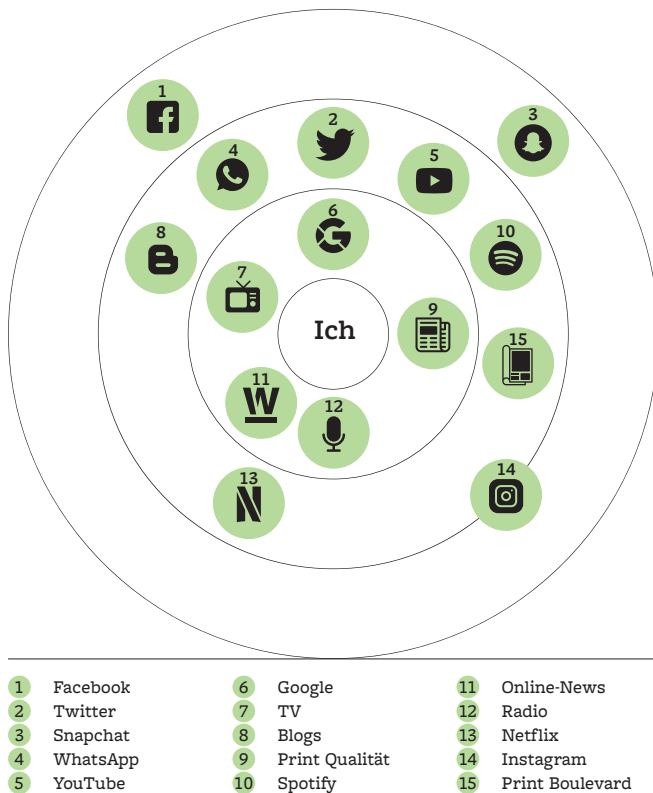 1
2
3
4
5
6
8
10
7
9
Ich
15
11
12
13
14
1 Facebook
2 Twitter
3 Snapchat
4 WhatsApp
5 YouTube
6 Google
7 TV
8 Blogs
9 Print Qualität
10 Spotify
11 Online-News
12 Radio
13 Netflix
14 Instagram
15 Print Boulevard